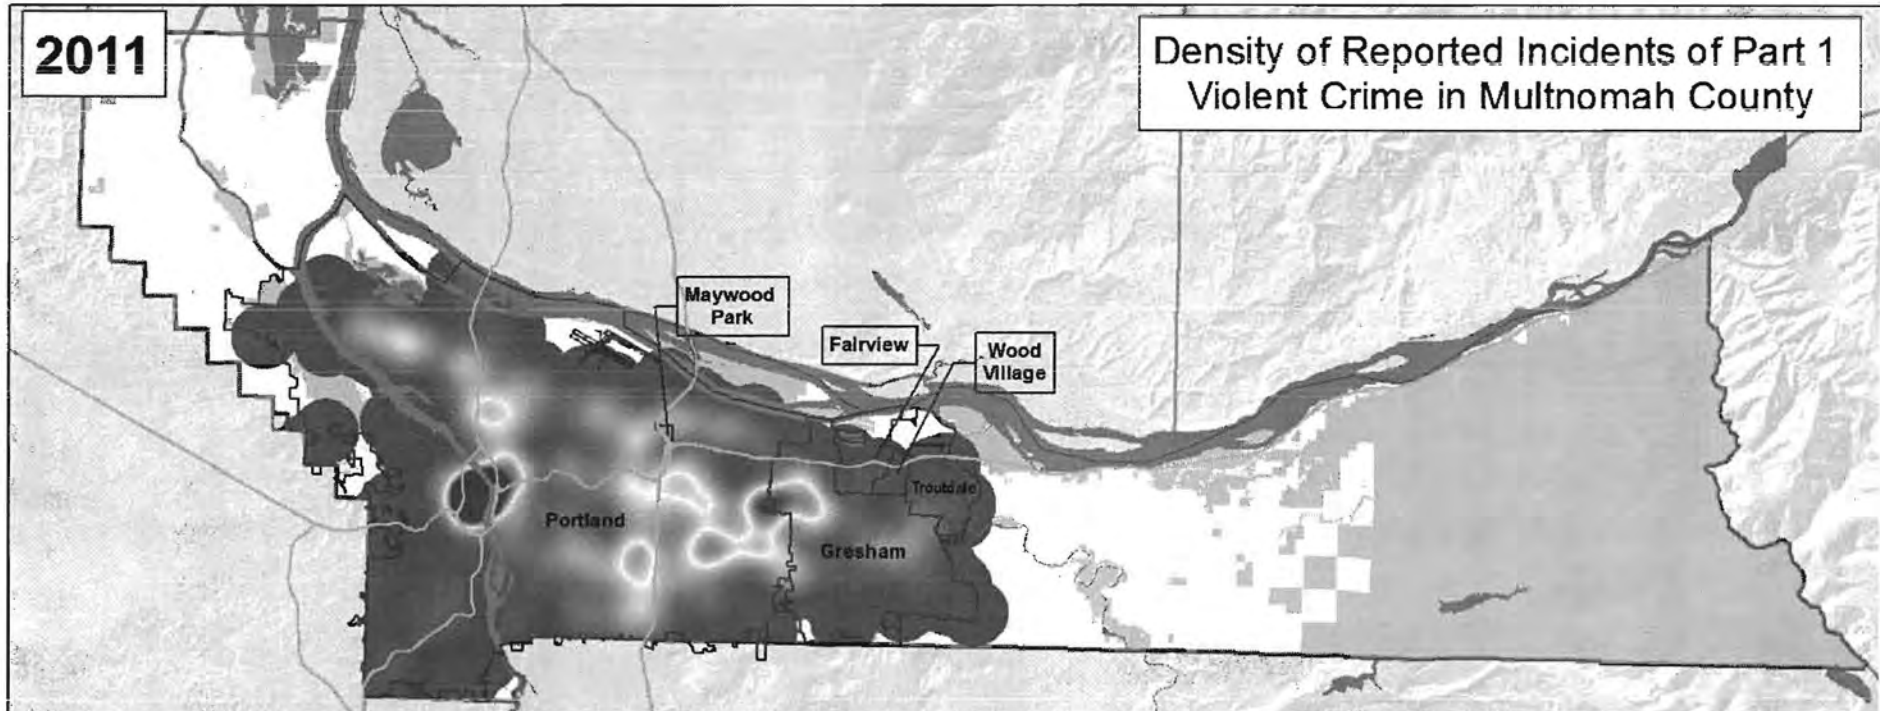 2011
Density of Reported Incidents of Part 1
Violent Crime in Multnomah County
Maywood
Park
Fairview
Wood
Village
Troutdale
Portland
Gresham